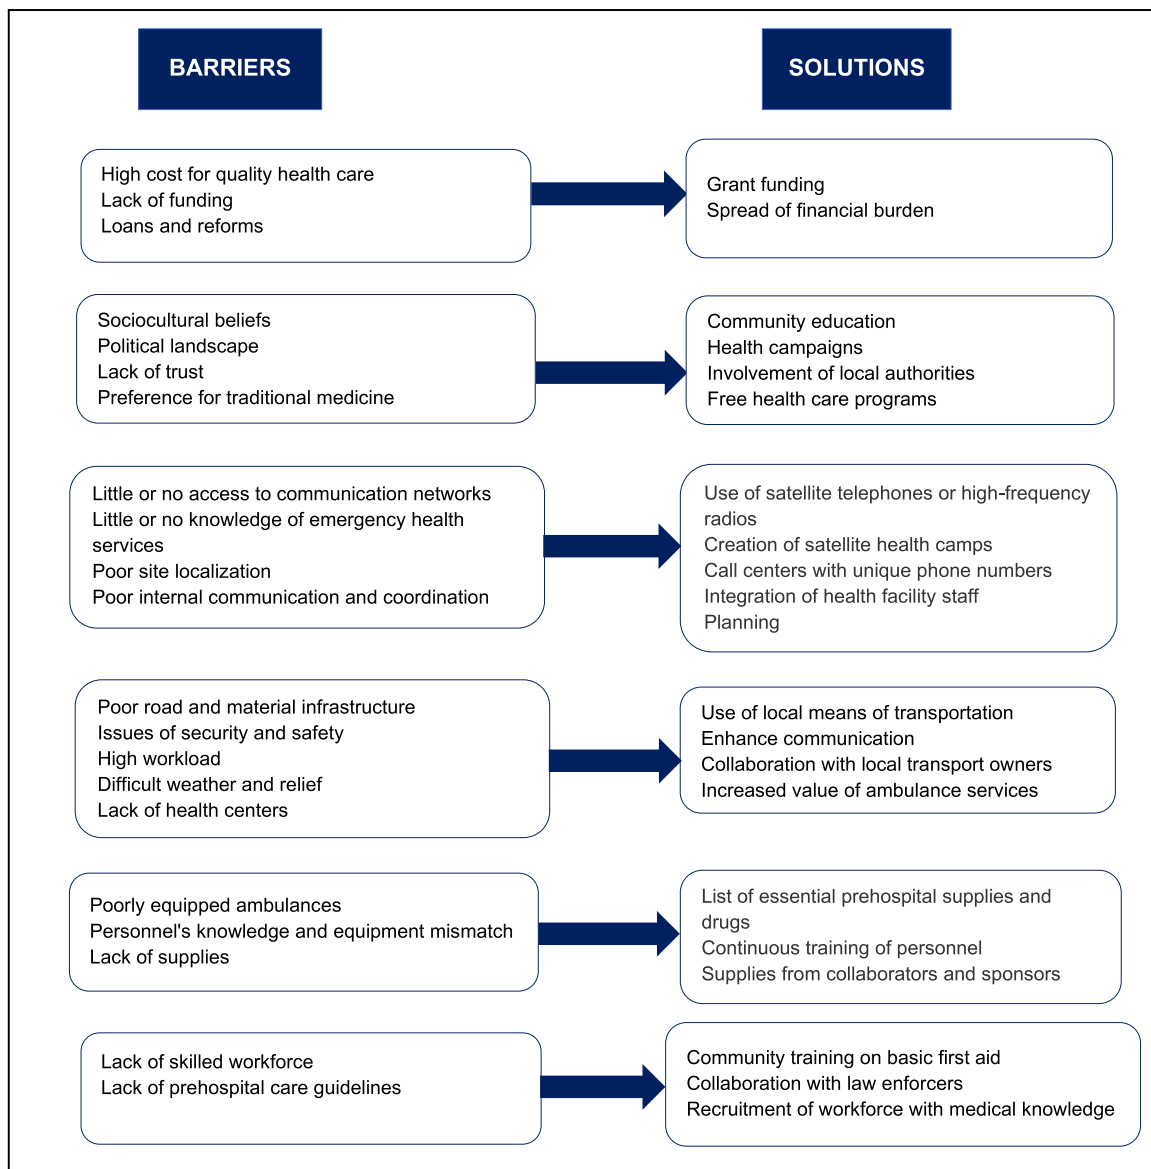 BARRIERS
SOLUTIONS
High cost for quality health care
Lack of funding
Loans and reforms
Grant funding
Spread of financial burden
Sociocultural beliefs
Political landscape
Lack of trust
Preference for traditional medicine
Community education
Health campaigns
Involvement of local authorities
Free health care programs
Little or no access to communication networks
Little or no knowledge of emergency health
services
Poor site localization
Poor internal communication and coordination
Use of satellite telephones or high-frequency
radios
Creation of satellite health camps
Call centers with unique phone numbers
Integration of health facility staff
Planning
Poor road and material infrastructure
Issues of security and safety
High workload
Difficult weather and relief
Lack of health centers
Use of local means of transportation
Enhance communication
Collaboration with local transport owners
Increased value of ambulance services
Poorly equipped ambulances
Personnel's knowledge and equipment mismatch
Lack of supplies
List of essential prehospital supplies and
drugs
Continuous training of personnel
Supplies from collaborators and sponsors
Lack of skilled workforce
Lack of prehospital care guidelines
Community training on basic first aid
Collaboration with law enforcers
Recruitment of workforce with medical knowledge